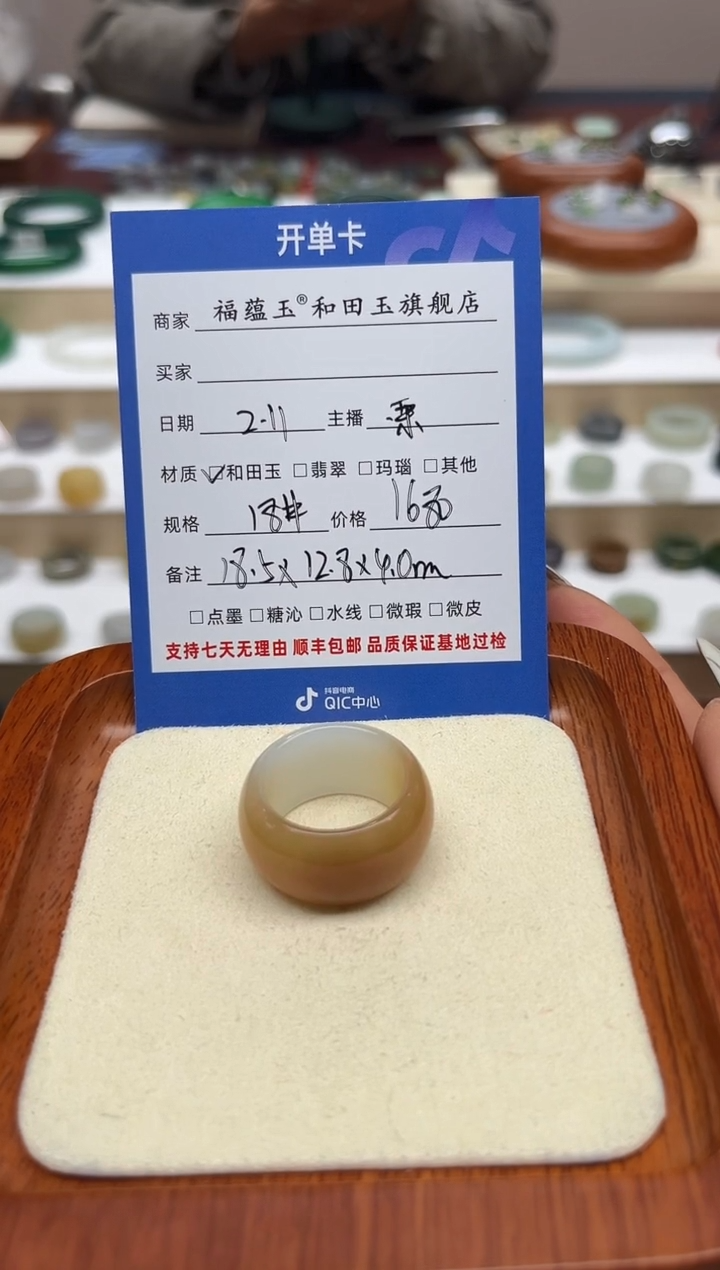 开单卡
商家 福蕴玉®和田玉旗舰店
买家
日期 2-11 主播 栗
材质 ☑和田玉 □翡翠 □玛瑙 □其他
规格 18# 价格
备注 18.5x12.8x4.0mm
□点墨 □糖沁 □水线 □微瑕 □微皮
支持七天无理由 顺丰包邮 品质保证基地过检
抖音电商
QIC中心